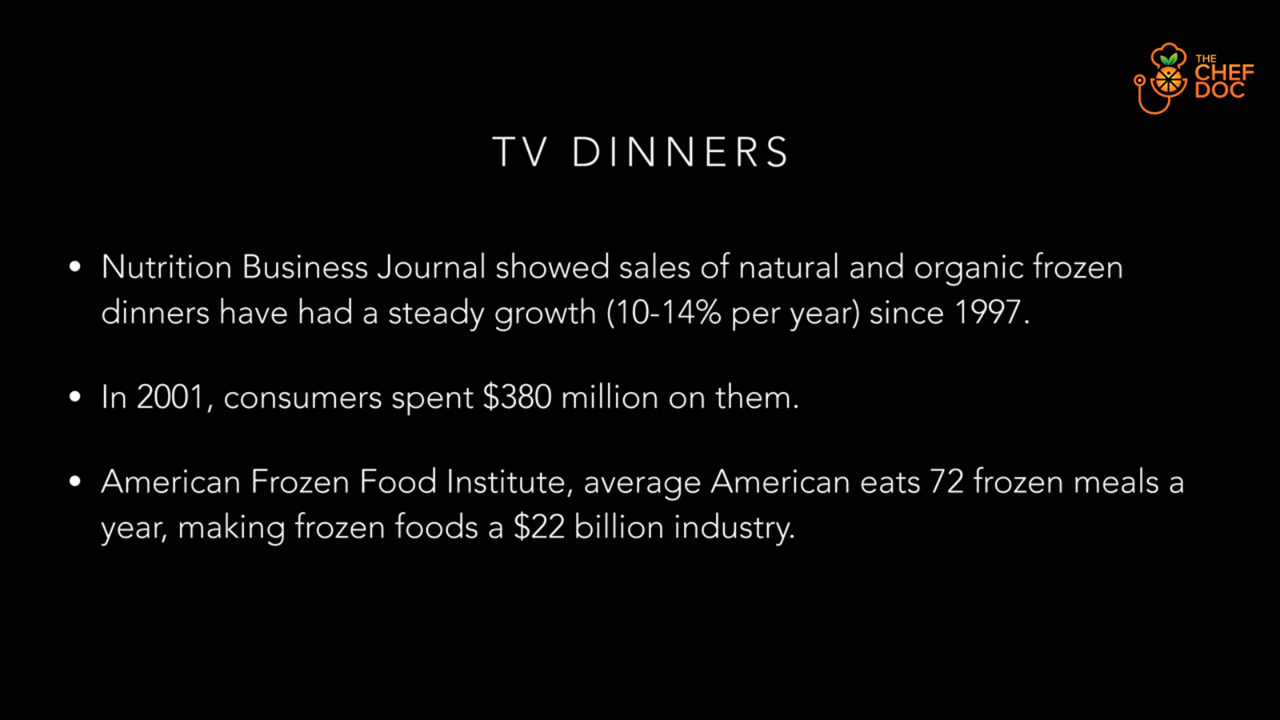 THE
CHEF
DOC
TV DINNERS
• Nutrition Business Journal showed sales of natural and organic frozen
dinners have had a steady growth (10-14% per year) since 1997.
• In 2001, consumers spent $380 million on them.
• American Frozen Food Institute, average American eats 72 frozen meals a
year, making frozen foods a $22 billion industry.